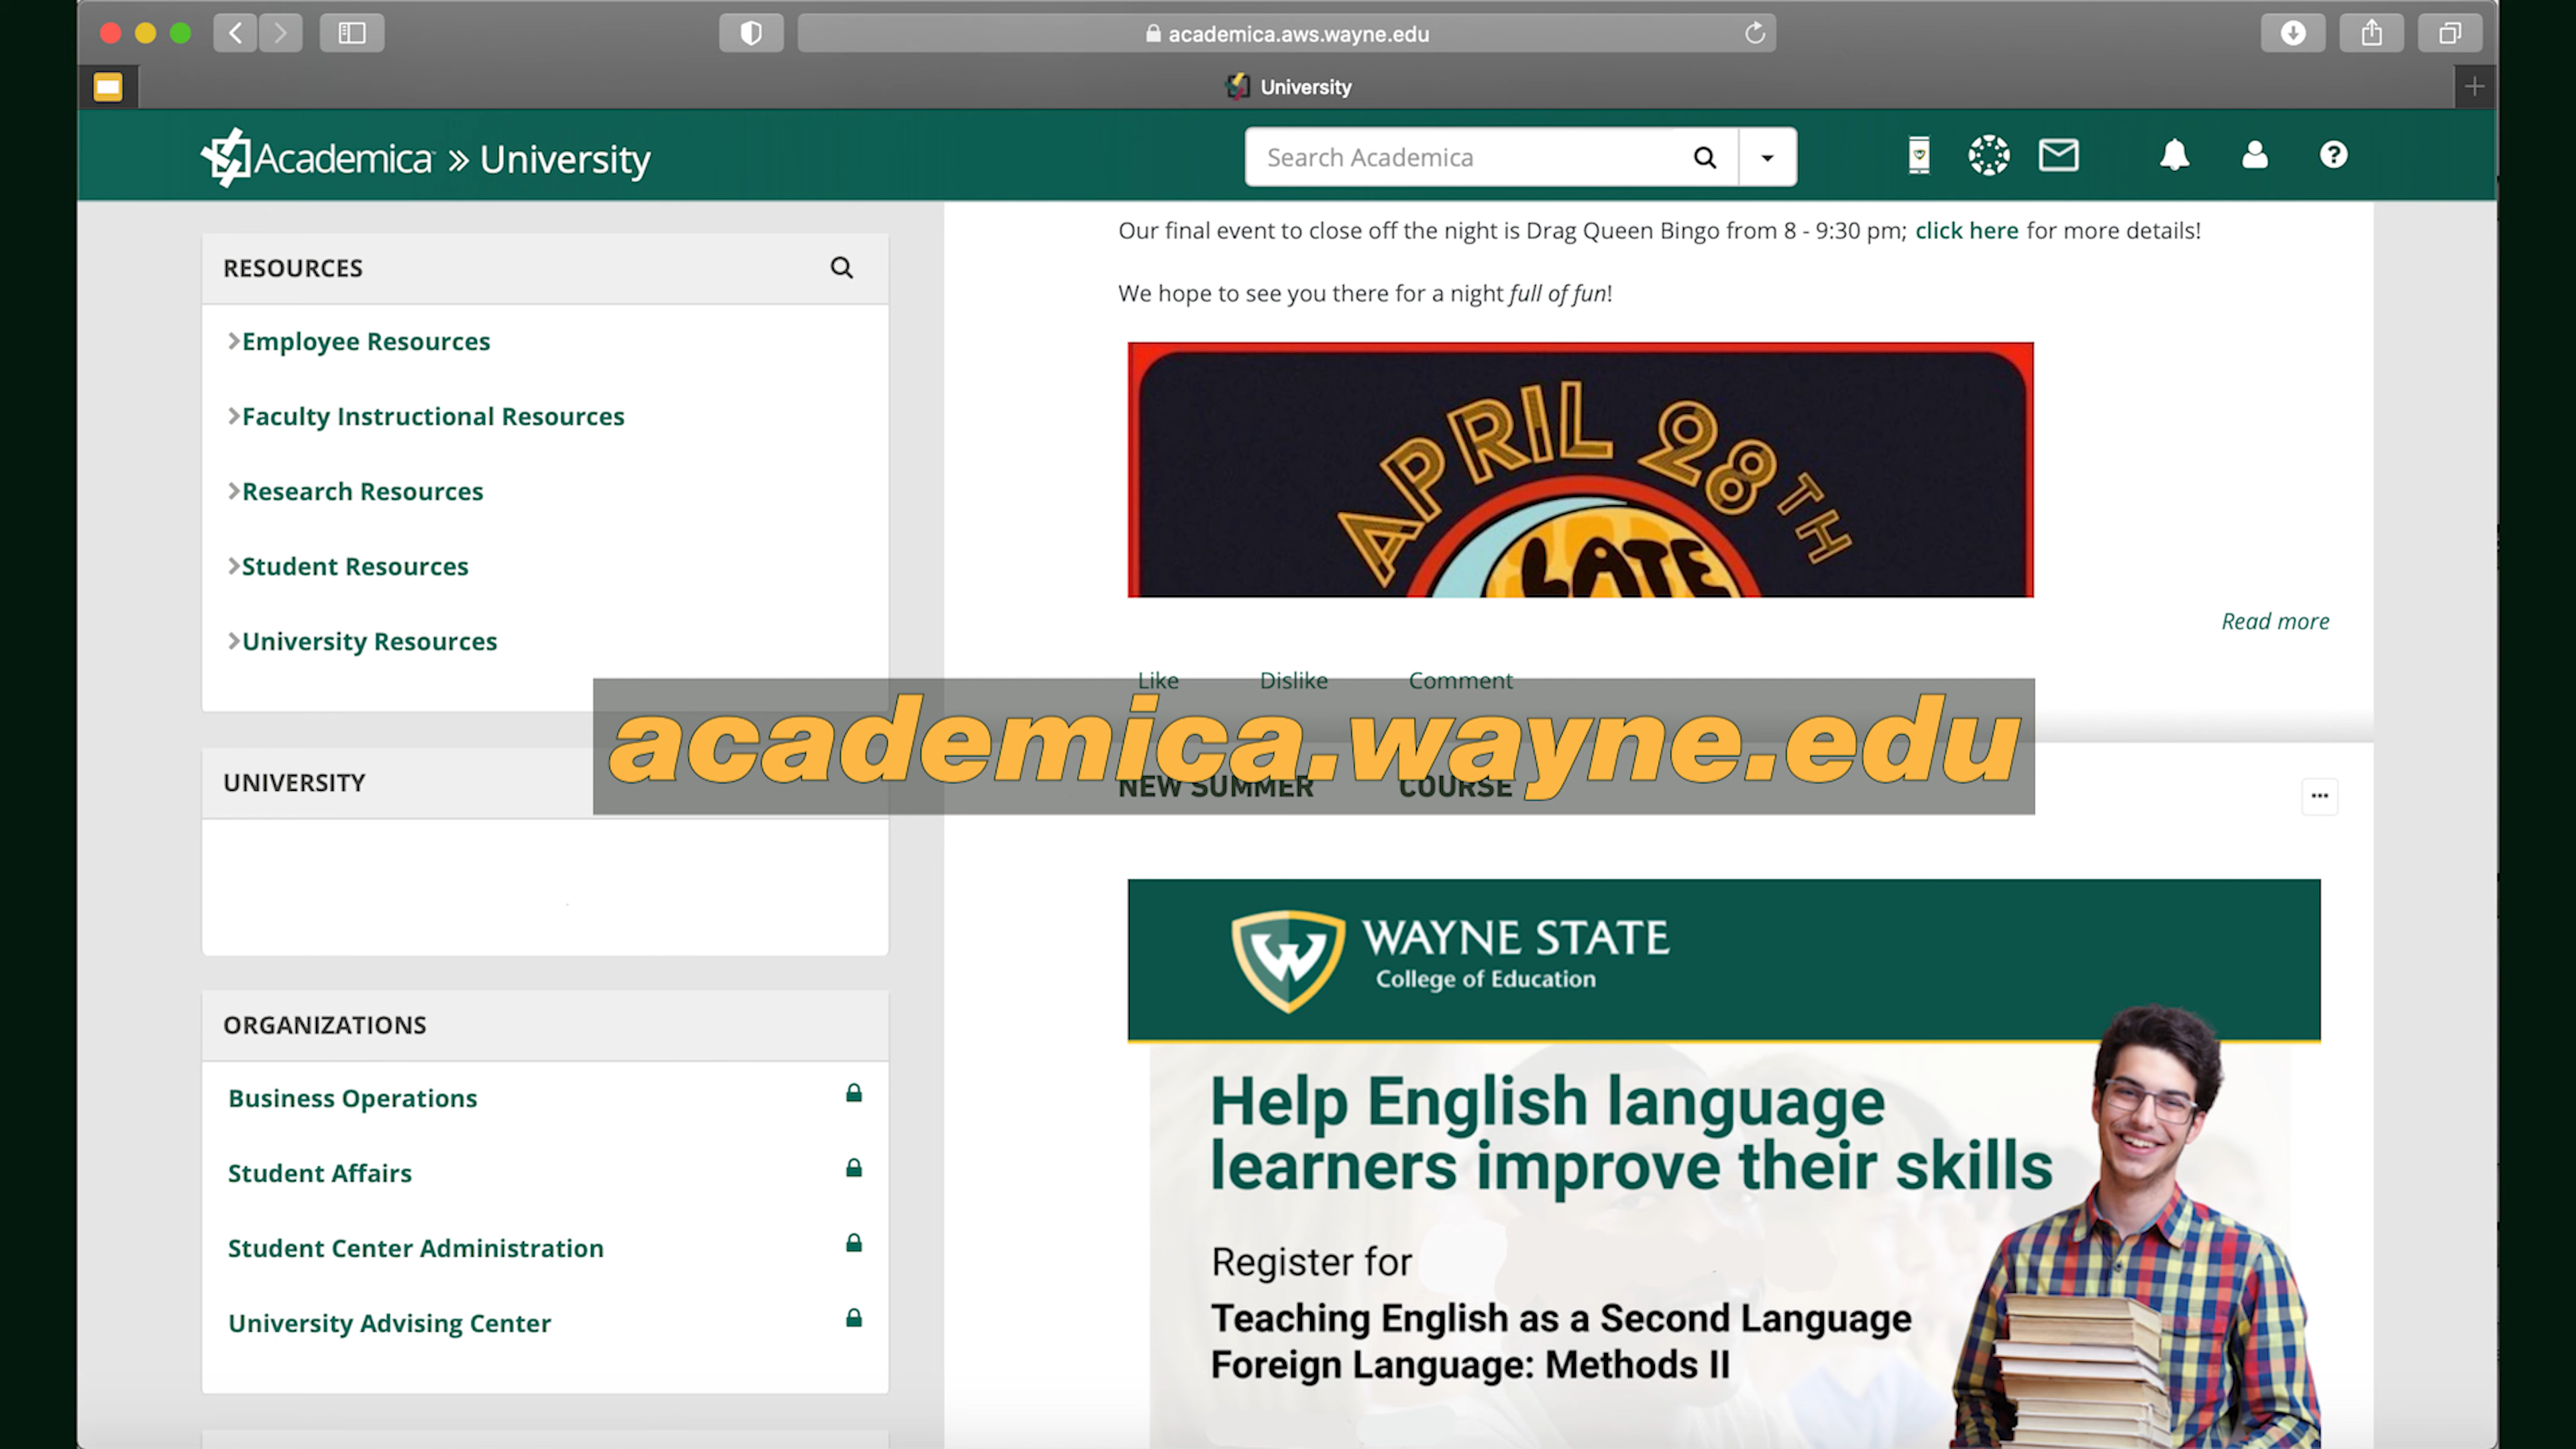 academica.aws.wayne.edu
University
Academica » University
Search Academica
RESOURCES
Employee Resources
Faculty Instructional Resources
Research Resources
Student Resources
University Resources
UNIVERSITY
ORGANIZATIONS
Business Operations
Student Affairs
Student Center Administration
University Advising Center
Our final event to close off the night is Drag Queen Bingo from 8 - 9:30 pm; click here for more details!
We hope to see you there for a night full of fun!
APRIL 28TH
LATE
Read more
Like Dislike Comment
academica.wayne.edu
NEW SUMMER COURSE
WAYNE STATE
College of Education
Help English language
learners improve their skills
Register for
Teaching English as a Second Language
Foreign Language: Methods II